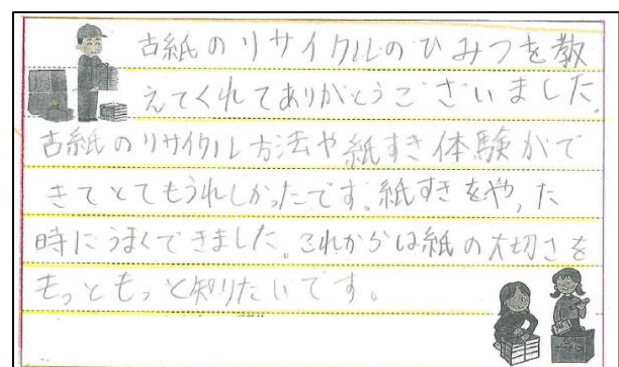 古紙のリサイクルのひみつを教
えてくれてありがとうございました。
古紙のリサイクル方法や紙すき体験がで
きてとてもうれしかったです。紙すきをやった
時にうまくできました。これからは紙の大切さを
もっともっと知りたいです。